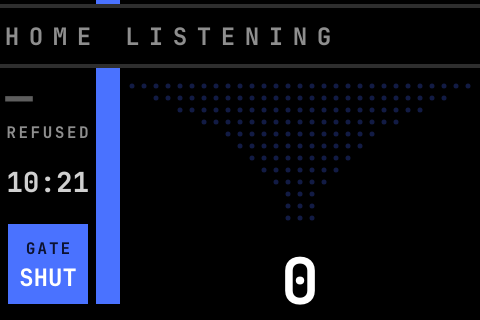 HOME LISTENING
—
REFUSED
10:21
GATE
SHUT
0